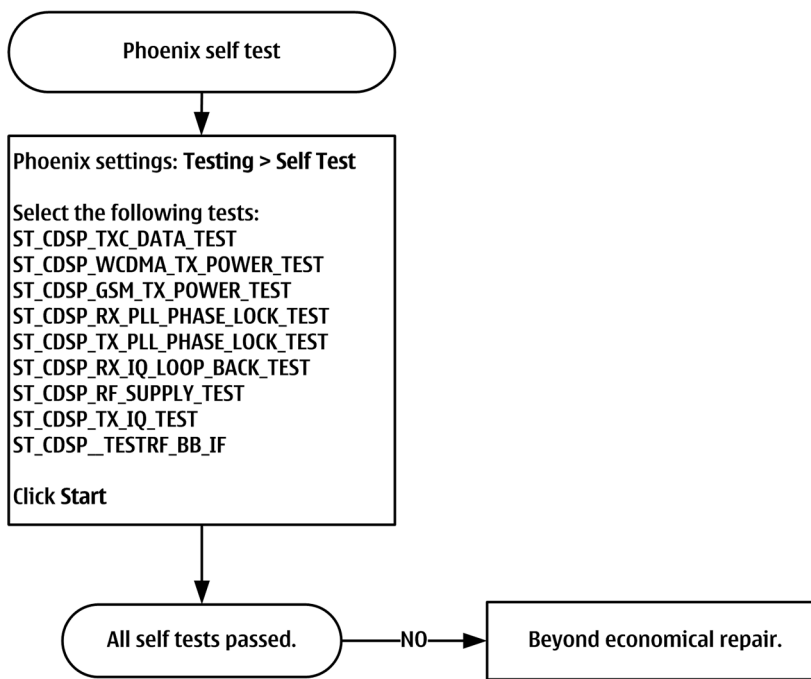 Phoenix self test
Phoenix settings: Testing > Self Test
Select the following tests:
ST_CDSP_TXC_DATA_TEST
ST_CDSP_WCDMA_TX_POWER_TEST
ST_CDSP_GSM_TX_POWER_TEST
ST_CDSP_RX_PLL_PHASE_LOCK_TEST
ST_CDSP_TX_PLL_PHASE_LOCK_TEST
ST_CDSP_RX_IQ_LOOP_BACK_TEST
ST_CDSP_RF_SUPPLY_TEST
ST_CDSP_TX_IQ_TEST
ST_CDSP__TESTRF_BB_IF
Click Start
All self tests passed.
NO
Beyond economical repair.